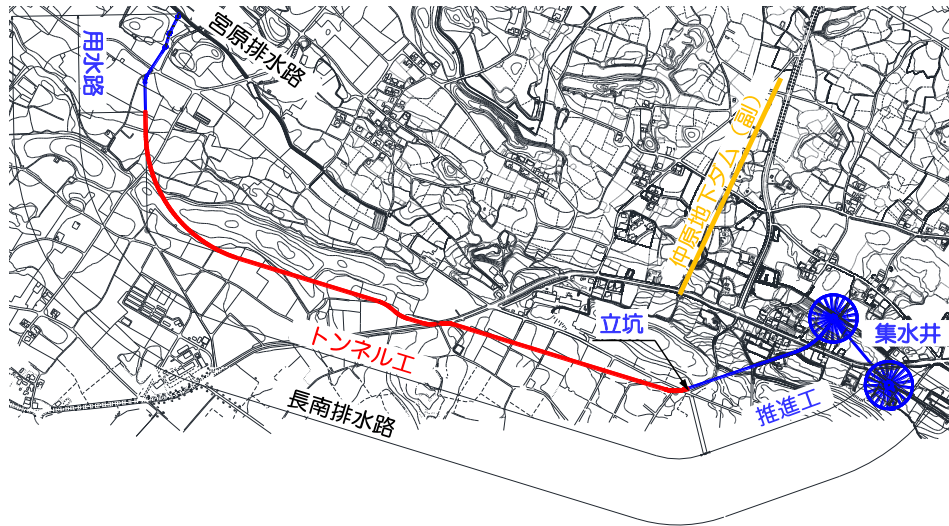 用水路
宮原排水路
仲原地下ダム（副）
立坑
集水井
トンネル工
推進工
長南排水路